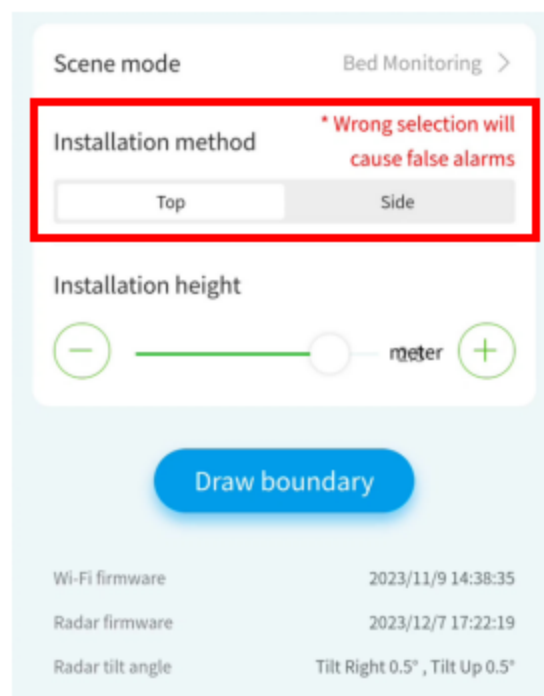 Scene mode Bed Monitoring >
Installation method
* Wrong selection will
cause false alarms
Top Side
Installation height
meter
Draw boundary
Wi-Fi firmware 2023/11/9 14:38:35
Radar firmware 2023/12/7 17:22:19
Radar tilt angle Tilt Right 0.5° , Tilt Up 0.5°